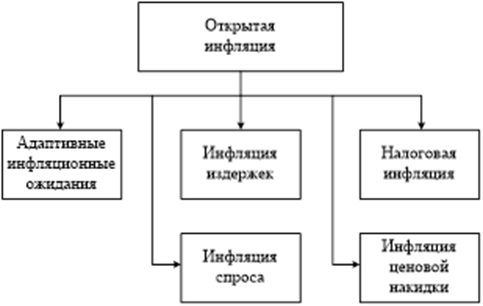 Открытая
инфляция
Адаптивные
инфляционные
ожидания
Инфляция
издержек
Налоговая
инфляция
Инфляция
спроса
Инфляция
ценовой
накидки